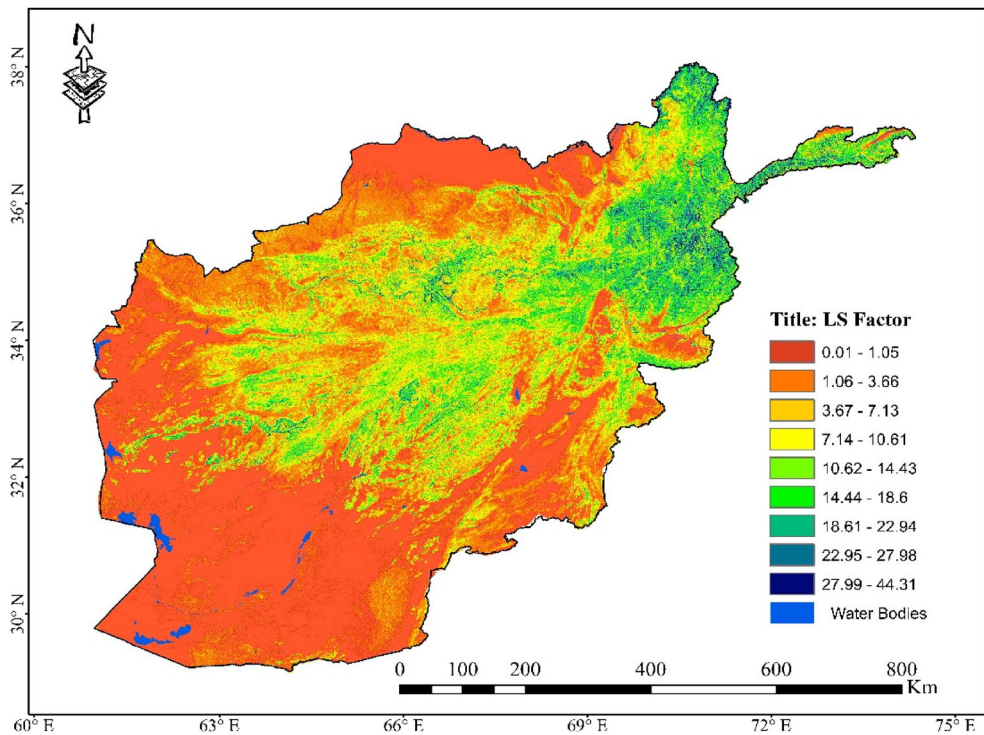 N
38° N
36° N
34° N
32° N
30° N
Title: LS Factor
0.01 - 1.05
1.06 - 3.66
3.67 - 7.13
7.14 - 10.61
10.62 - 14.43
14.44 - 18.6
18.61 - 22.94
22.95 - 27.98
27.99 - 44.31
Water Bodies
0 100 200 400 600 800
Km
60° E 63° E 66° E 69° E 72° E 75° E